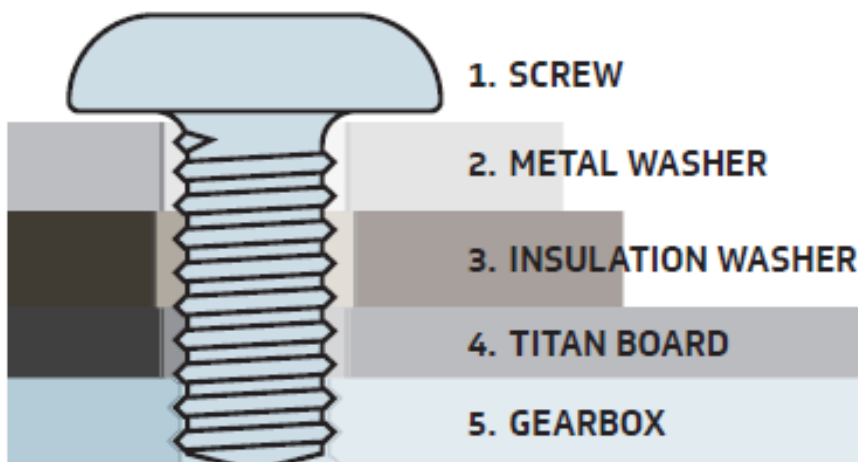 1. SCREW
2. METAL WASHER
3. INSULATION WASHER
4. TITAN BOARD
5. GEARBOX